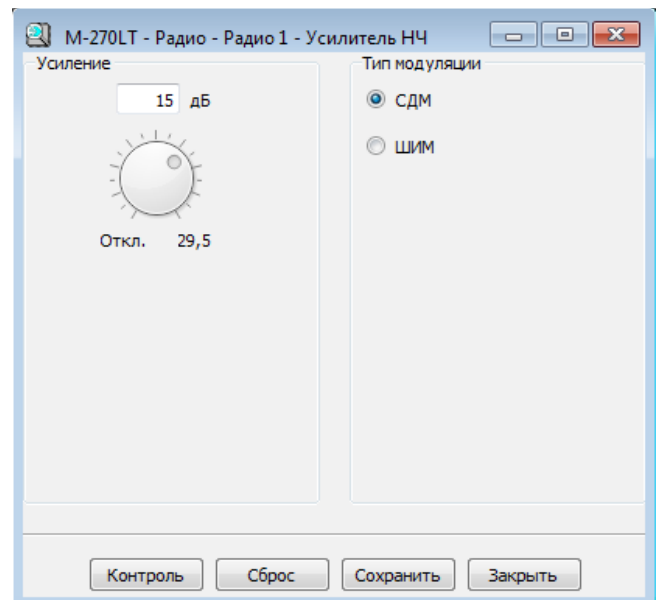 М-270LT - Радио - Радио 1 - Усилитель НЧ
Усиление
15 дБ
Откл. 29,5
Тип модуляции
СДМ
ШИМ
Контроль Сброс Сохранить Закрыть